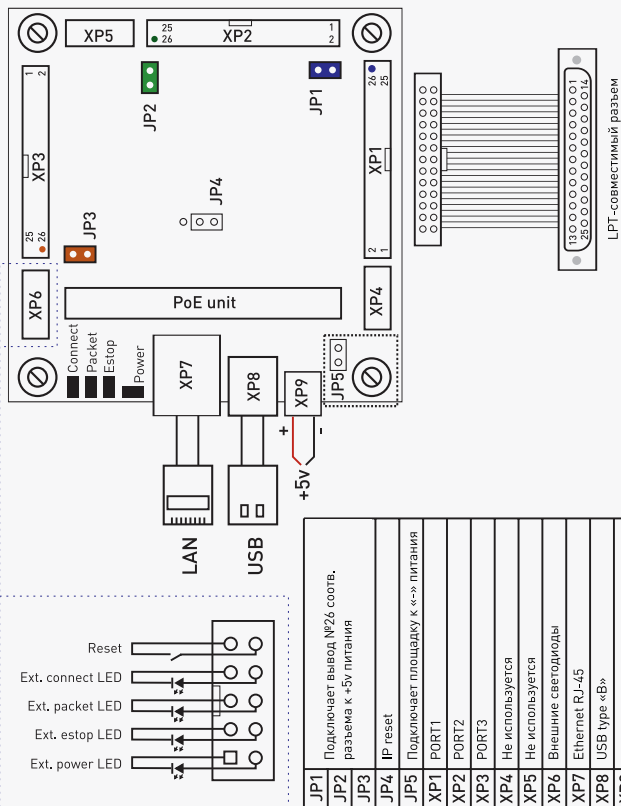 XP5
25
26
XP2
1
2
1
2
XP3
25
26
JP2
JP1
26
25
XP1
2
1
JP4
JP3
XP6
PoE unit
XP4
Connect
Packet
Estop
Power
XP7
XP8
XP9
JP5
+
-
+5v
LAN
USB
1
14
13
25
LPT-совместимый разъем
Reset
Ext. connect LED
Ext. packet LED
Ext. estop LED
Ext. power LED
JP1
JP2
JP3
Подключает вывод №26 соотв.
разъема к +5v питания
JP4 IP reset
JP5 Подключает площадку к «-» питания
XP1 PORT1
XP2 PORT2
XP3 PORT3
XP4 Не используется
XP5 Не используется
XP6 Внешние светодиоды
XP7 Ethernet RJ-45
XP8 USB type «B»